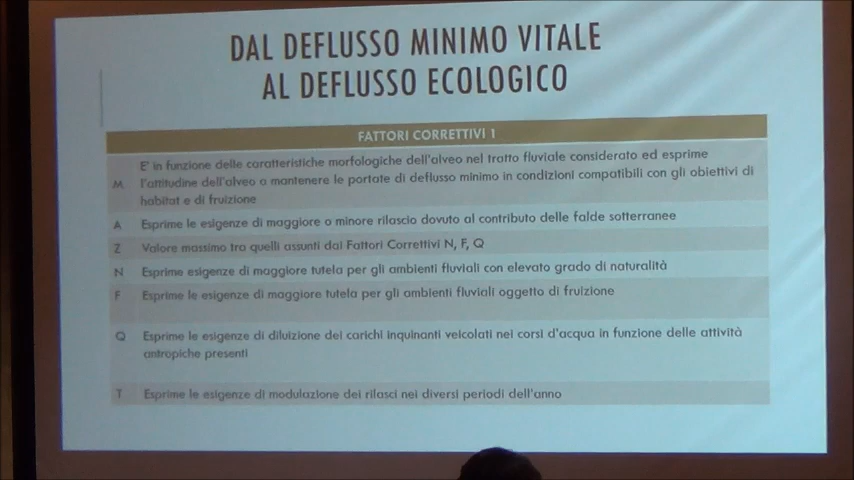 DAL DEFLUSSO MINIMO VITALE
AL DEFLUSSO ECOLOGICO
FATTORI CORRETTIVI 1
M E' in funzione delle caratteristiche morfologiche dell'alveo nel tratto fluviale considerato ed esprime
l'attitudine dell'alveo a mantenere le portate di deflusso minimo in condizioni compatibili con gli obiettivi di
habitat e di fruizione
A Esprime le esigenze di maggiore o minore rilascio dovuto al contributo delle falde sotterranee
Z Valore massimo tra quelli assunti dai Fattori Correttivi N, F, Q
N Esprime esigenze di maggiore tutela per gli ambienti fluviali con elevato grado di naturalità
F Esprime le esigenze di maggiore tutela per gli ambienti fluviali oggetto di fruizione
Q Esprime le esigenze di diluizione dei carichi inquinanti veicolati nei corsi d'acqua in funzione delle attività
antropiche presenti
T Esprime le esigenze di modulazione dei rilasci nei diversi periodi dell'anno